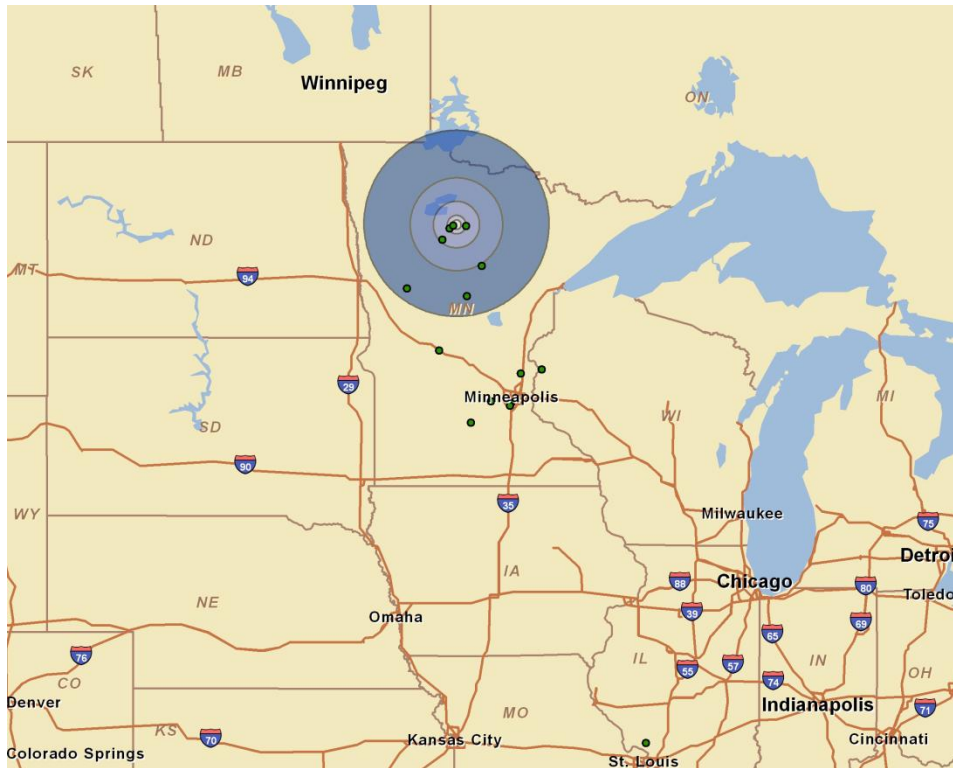 SK
MB
Winnipeg
ON
ND
MT
94
MN
29
Minneapolis
WI
MI
SD
90
WY
35
Milwaukee
75
Detroi
IA
88
Chicago
80
Toledo
NE
Omaha
39
69
65
76
IL
55
57
IN
OH
CO
74
Denver
MO
Indianapolis
71
KS
70
Kansas City
Cincinnati
Colorado Springs
St. Louis